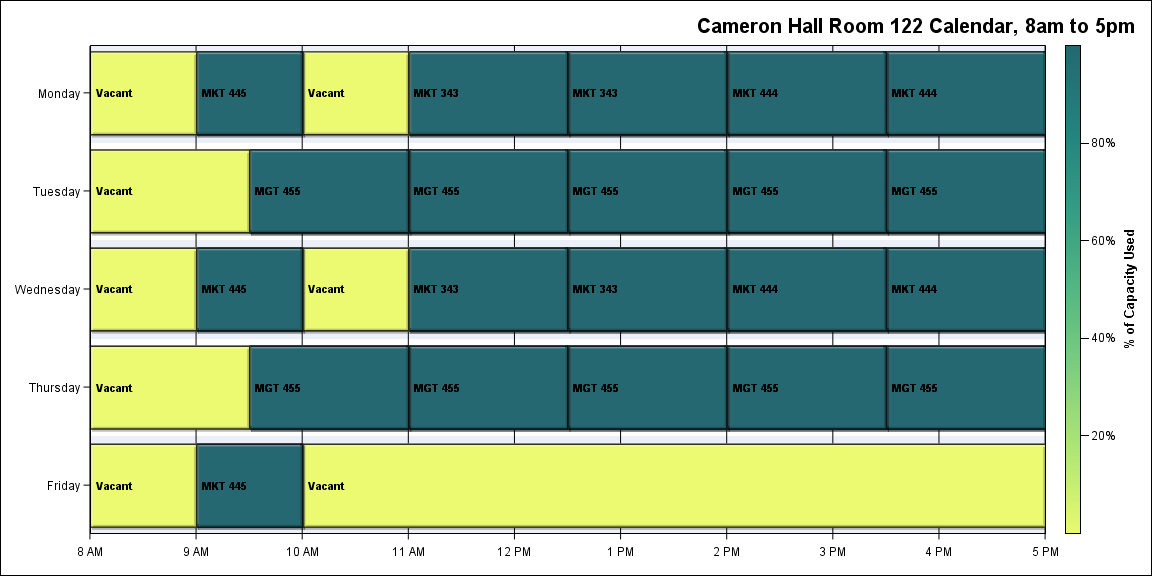 Cameron Hall Room 122 Calendar, 8am to 5pm
Monday
Vacant
MKT 445
Vacant
MKT 343
MKT 343
MKT 444
MKT 444
Tuesday
Vacant
MGT 455
MGT 455
MGT 455
MGT 455
MGT 455
Wednesday
Vacant
MKT 445
Vacant
MKT 343
MKT 343
MKT 444
MKT 444
Thursday
Vacant
MGT 455
MGT 455
MGT 455
MGT 455
MGT 455
Friday
Vacant
MKT 445
Vacant
8 AM
9 AM
10 AM
11 AM
12 PM
1 PM
2 PM
3 PM
4 PM
5 PM
80%
60%
40%
20%
% of Capacity Used